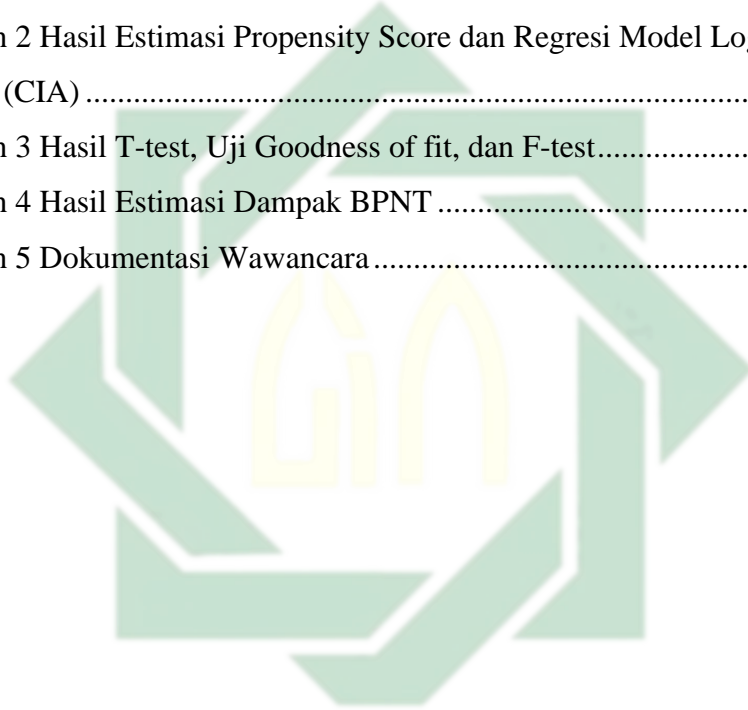 n 2 Hasil Estimasi Propensity Score dan Regresi Model Lo
(CIA) ..........................................................................................
n 3 Hasil T-test, Uji Goodness of fit, dan F-test....................
n 4 Hasil Estimasi Dampak BPNT ..........................................
n 5 Dokumentasi Wawancara ..................................................